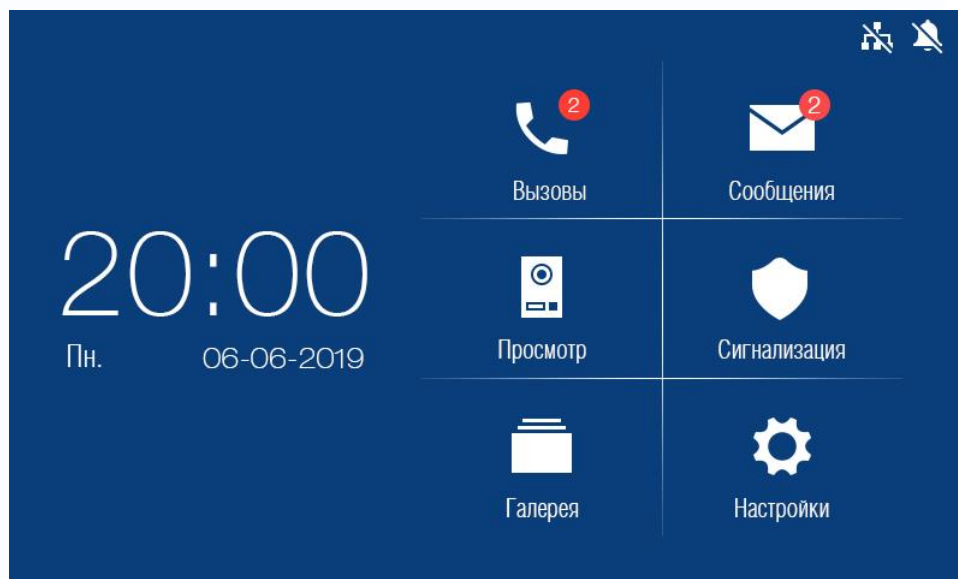 2
2
Вызовы
Сообщения
20:00
Пн.
06-06-2019
Просмотр
Сигнализация
Галерея
Настройки